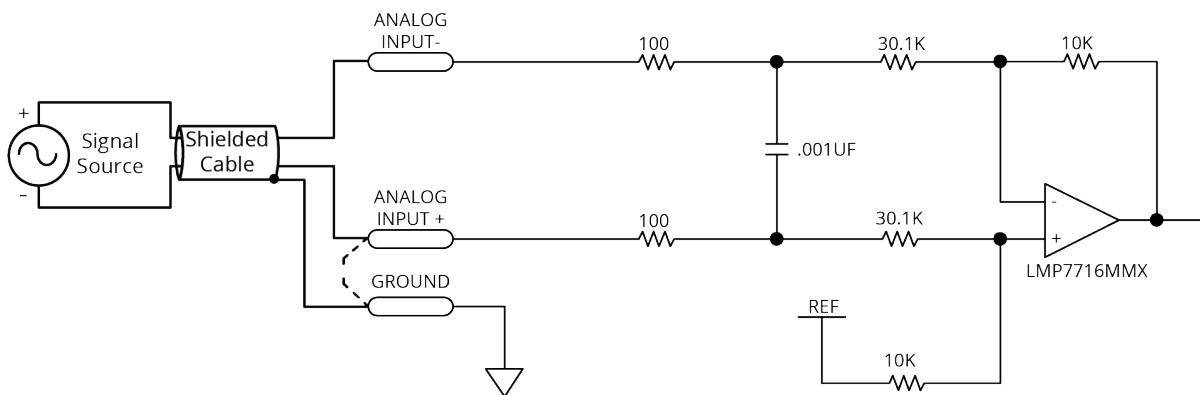 ANALOG
INPUT-
100
30.1K
10K
+
Signal
Source
-
Shielded
Cable
.001UF
ANALOG
INPUT +
100
30.1K
-
+
LMP7716MMX
GROUND
REF
10K